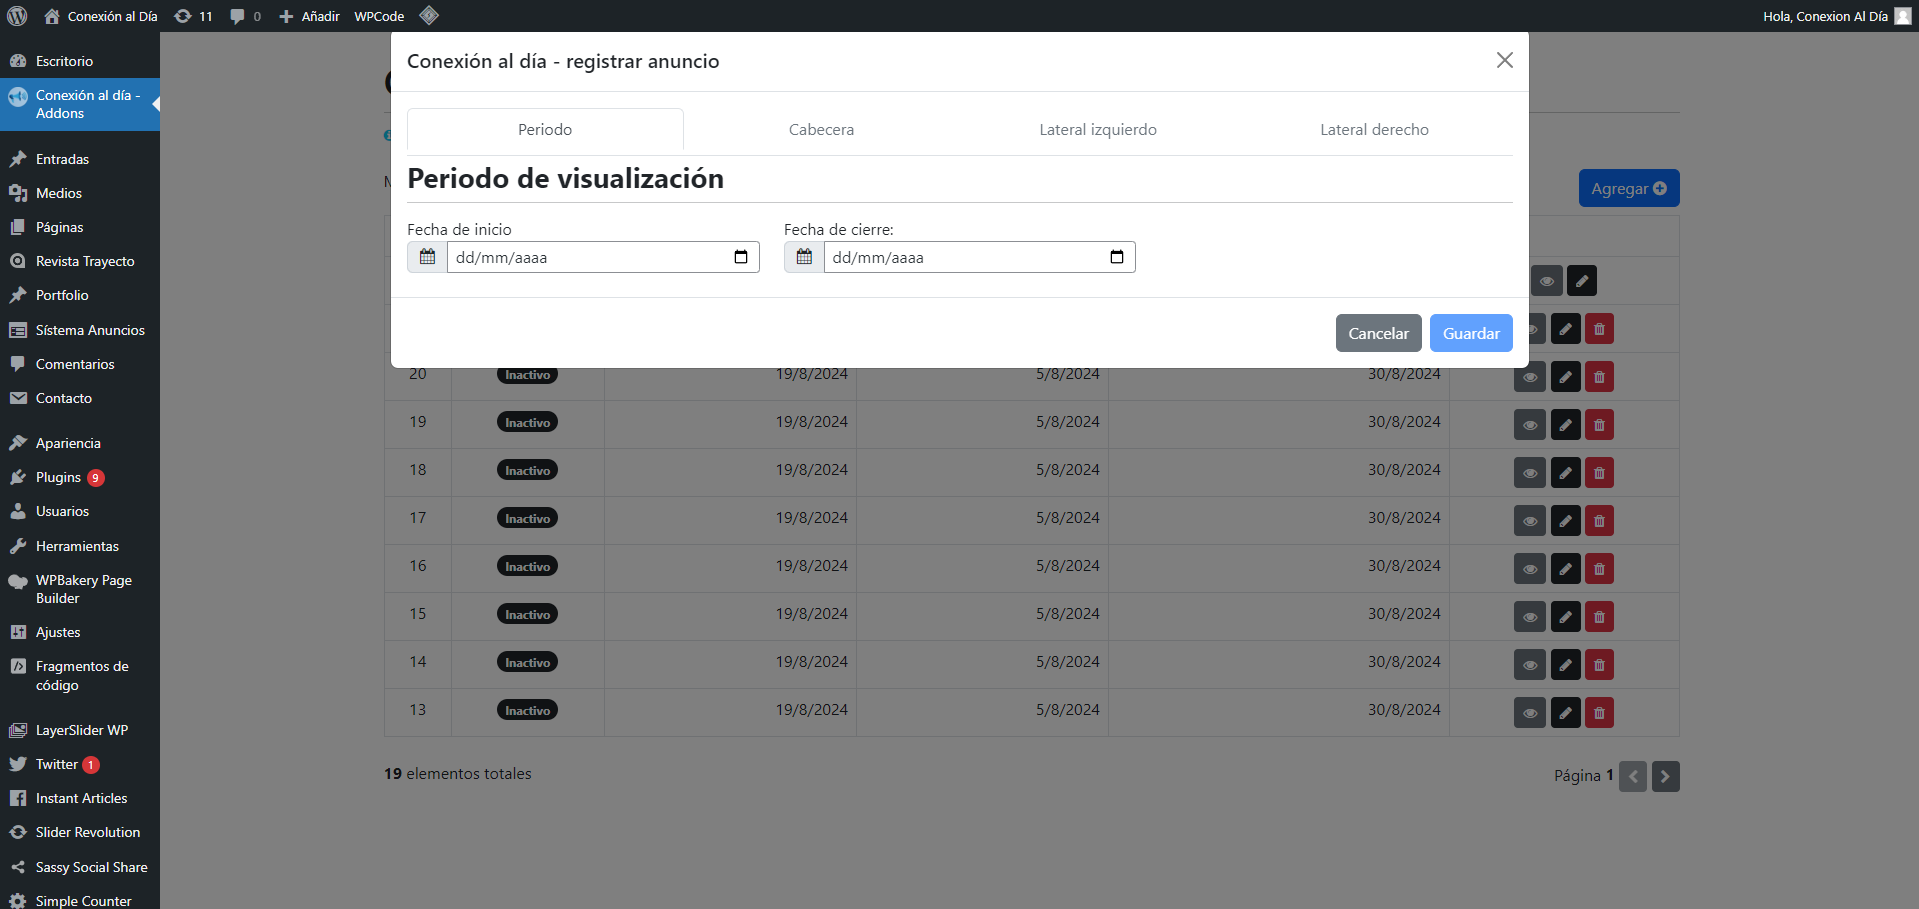 Conexión al Día 11 0 Añadir WPCode Hola, Conexion Al Día
Escritorio
Conexión al día -
Addons
Entradas
Medios
Páginas
Revista Trayecto
Portfolio
Sístema Anuncios
Comentarios
Contacto
Apariencia
Plugins 9
Usuarios
Herramientas
WPBakery Page
Builder
Ajustes
Fragmentos de
código
LayerSlider WP
Twitter 1
Instant Articles
Slider Revolution
Sassy Social Share
Simple Counter
Conexión al día - registrar anuncio
Periodo Cabecera Lateral izquierdo Lateral derecho
Periodo de visualización
Fecha de inicio Fecha de cierre:
dd/mm/aaaa dd/mm/aaaa
Cancelar Guardar
Agregar
20 Inactivo 19/8/2024 5/8/2024 30/8/2024
19 Inactivo 19/8/2024 5/8/2024 30/8/2024
18 Inactivo 19/8/2024 5/8/2024 30/8/2024
17 Inactivo 19/8/2024 5/8/2024 30/8/2024
16 Inactivo 19/8/2024 5/8/2024 30/8/2024
15 Inactivo 19/8/2024 5/8/2024 30/8/2024
14 Inactivo 19/8/2024 5/8/2024 30/8/2024
13 Inactivo 19/8/2024 5/8/2024 30/8/2024
19 elementos totales Página 1